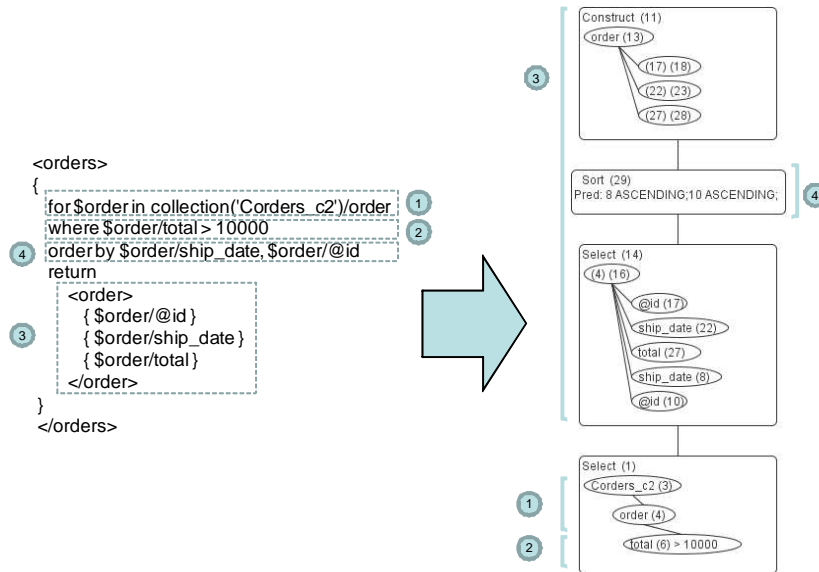 <orders>
{
for $order in collection('Corders_c2')/order
1
where $order/total > 10000
2
4
order by $order/ship_date, $order/@id
return
<order>
{ $order/@id }
3
{ $order/ship_date }
{ $order/total }
</order>
}
</orders>
3
Construct (11)
order (13)
(17) (18)
(22) (23)
(27) (28)
Sort (29)
Pred: 8 ASCENDING;10 ASCENDING;
4
Select (14)
(4) (16)
@id (17)
ship_date (22)
total (27)
ship_date (8)
@id (10)
Select (1)
Corders_c2 (3)
1
order (4)
2
total (6) > 10000